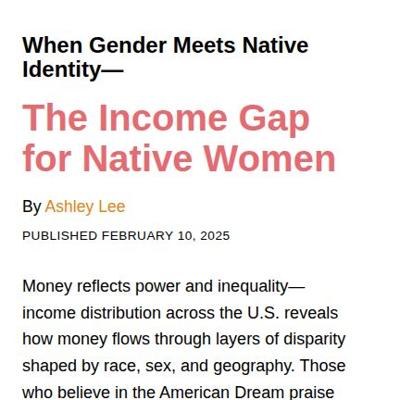 When Gender Meets Native
Identity—
The Income Gap
for Native Women
By Ashley Lee
PUBLISHED FEBRUARY 10, 2025
Money reflects power and inequality—
income distribution across the U.S. reveals
how money flows through layers of disparity
shaped by race, sex, and geography. Those
who believe in the American Dream praise